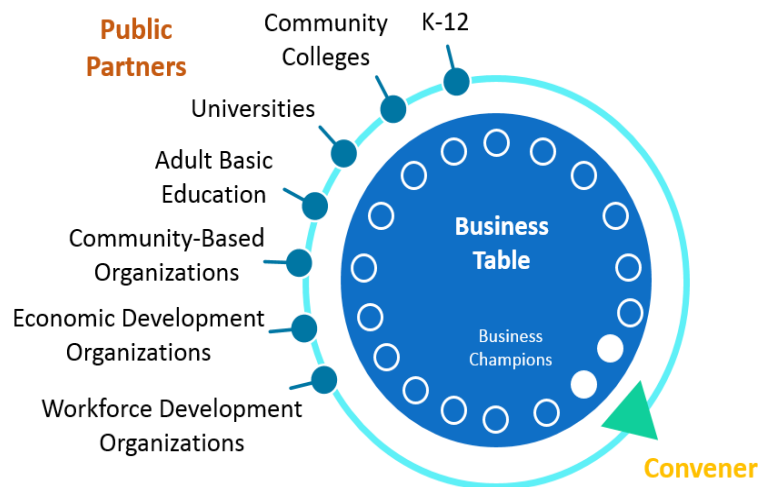 Public
Partners
Community
Colleges
K-12
Universities
Adult Basic
Education
Community-Based
Organizations
Economic Development
Organizations
Workforce Development
Organizations
Business
Table
Business
Champions
Convener